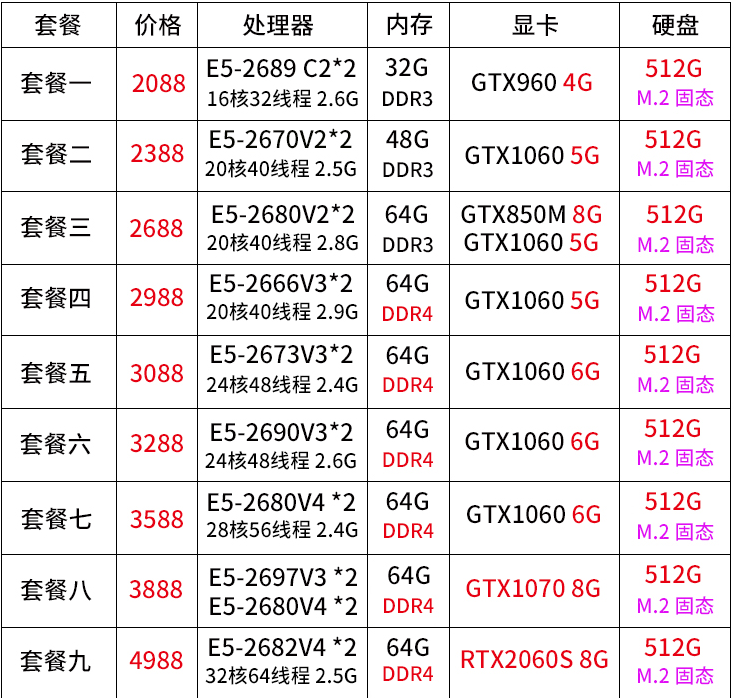 套餐 价格 处理器 内存 显卡 硬盘
套餐一 2088 E5-2689 C2*2 32G GTX960 4G 512G
16核32线程 2.6G DDR3 M.2 固态
套餐二 2388 E5-2670V2*2 48G GTX1060 5G 512G
20核40线程 2.5G DDR3 M.2 固态
套餐三 2688 E5-2680V2*2 64G GTX850M 8G 512G
20核40线程 2.8G DDR3 GTX1060 5G M.2 固态
套餐四 2988 E5-2666V3*2 64G GTX1060 5G 512G
20核40线程 2.9G DDR4 M.2 固态
套餐五 3088 E5-2673V3*2 64G GTX1060 6G 512G
24核48线程 2.4G DDR4 M.2 固态
套餐六 3288 E5-2690V3*2 64G GTX1060 6G 512G
24核48线程 2.6G DDR4 M.2 固态
套餐七 3588 E5-2680V4 *2 64G GTX1060 6G 512G
28核56线程 2.4G DDR4 M.2 固态
套餐八 3888 E5-2697V3 *2 64G GTX1070 8G 512G
E5-2680V4 *2 DDR4 M.2 固态
套餐九 4988 E5-2682V4 *2 64G RTX2060S 8G 512G
32核64线程 2.5G DDR4 M.2 固态